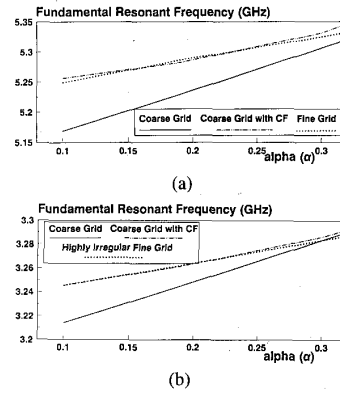 Fundamental Resonant Frequency (GHz)
5.35
5.3
5.25
5.2
5.15
Coarse Grid Coarse Grid with CF Fine Grid
0.1 0.15 0.2 0.25 0.3
alpha (α)
(a)
Fundamental Resonant Frequency (GHz)
3.3
3.28
3.26
3.24
3.22
3.2
Coarse Grid Coarse Grid with CF
Highly Irregular Fine Grid
0.1 0.15 0.2 0.25 0.3
alpha (α)
(b)